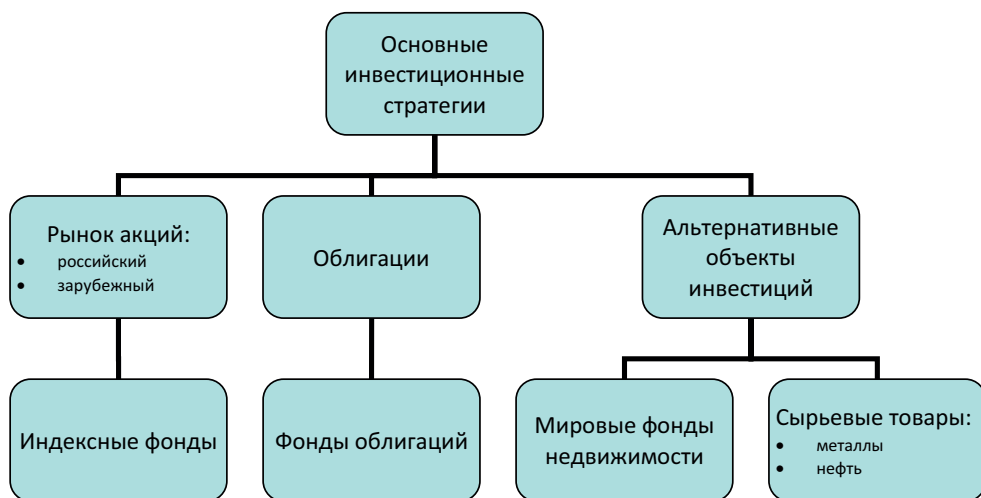 Основные
инвестиционные
стратегии
Рынок акций:
• российский
• зарубежный
Облигации
Альтернативные
объекты
инвестиций
Индексные фонды
Фонды облигаций
Мировые фонды
недвижимости
Сырьевые товары:
• металлы
• нефть